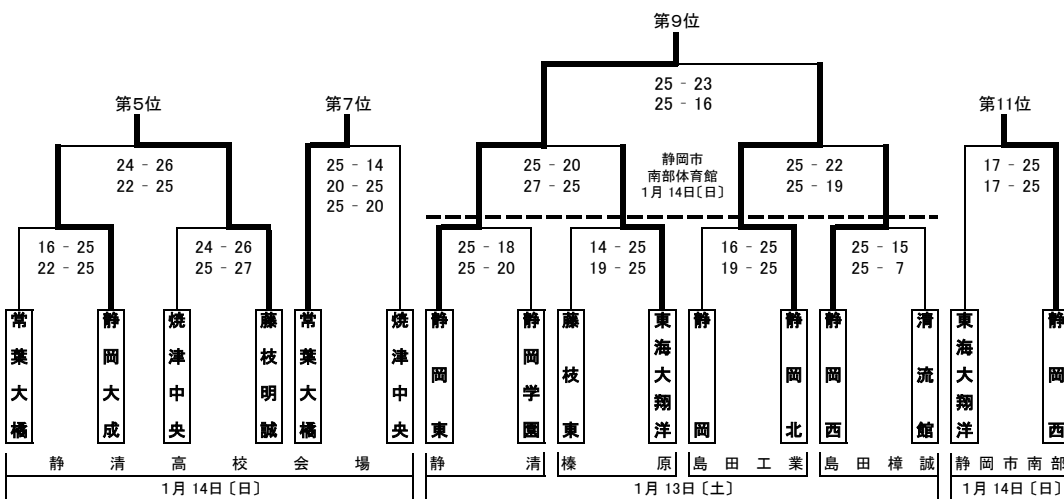 第9位
25 - 23
25 - 16
第5位 第7位 第11位
24 - 26
22 - 25
25 - 14
20 - 25
25 - 20
25 - 20
27 - 25
静岡市
南部体育館
1月 14日〔日〕
25 - 22
25 - 19
17 - 25
17 - 25
16 - 25
22 - 25
24 - 26
25 - 27
25 - 18
25 - 20
14 - 25
19 - 25
16 - 25
19 - 25
25 - 15
25 - 7
常葉大橘
静岡大成
焼津中央
藤枝明誠
常葉大橘
焼津中央
静岡東
静岡学園
藤枝東
東海大翔洋
静岡
静岡北
静岡西
清流館
東海大翔洋
静岡西
静清高校会場 静清 榛原 島田工業 島田樟誠 静岡市南部
1月 14日〔日〕 1月 13日〔土〕 1月 14日〔日〕